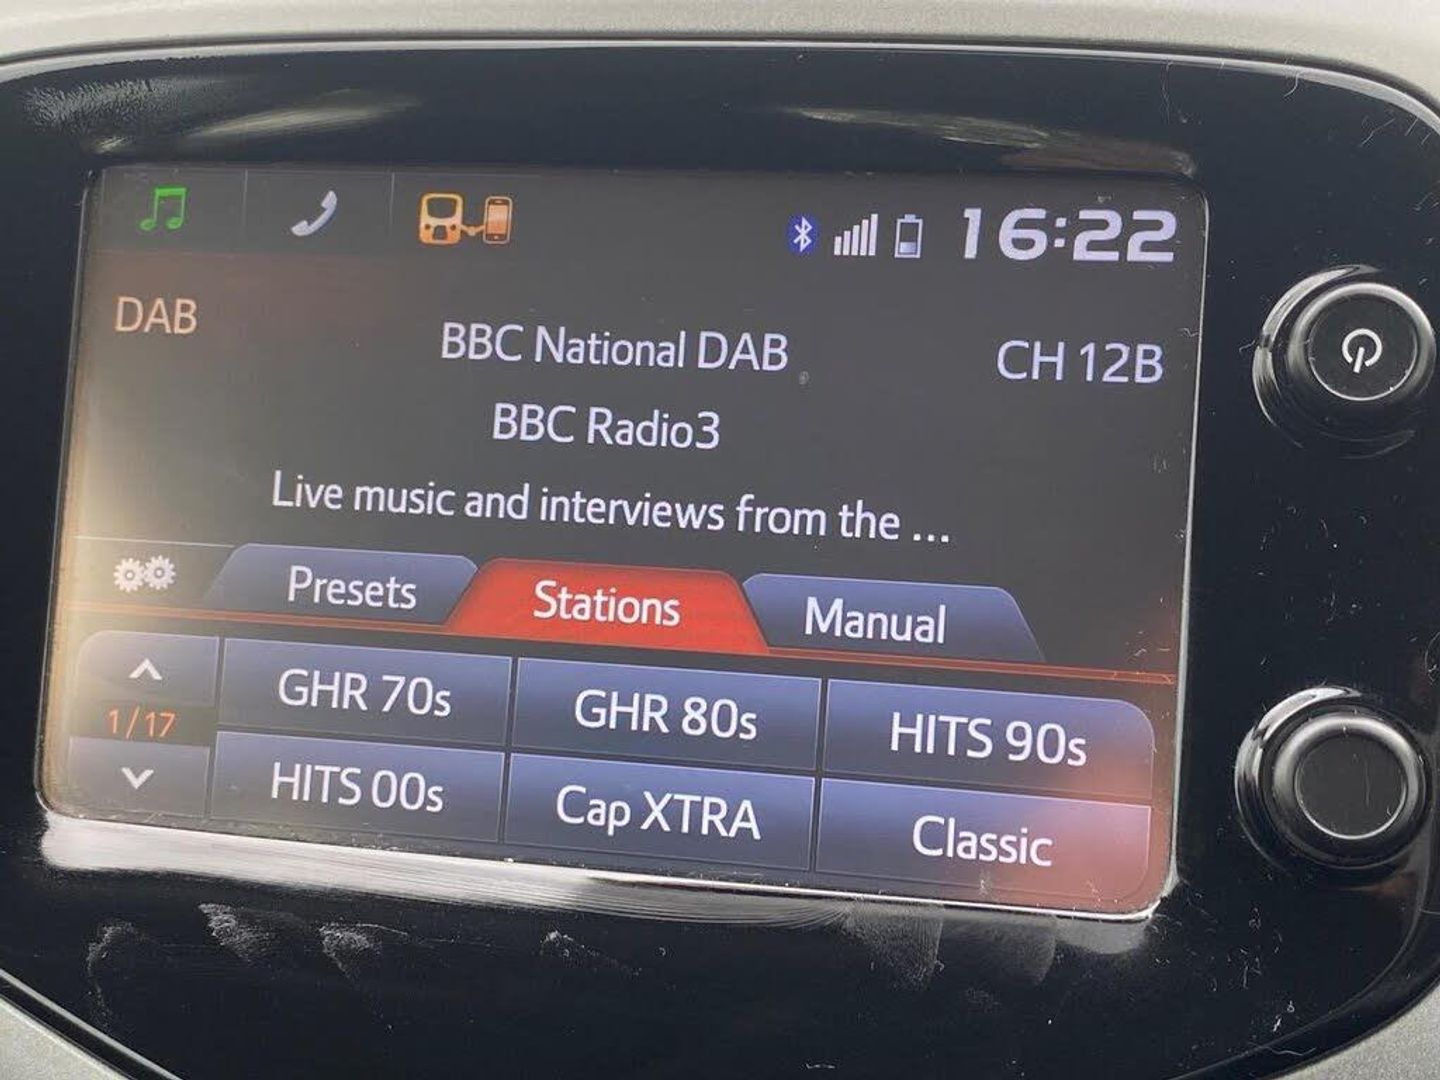 16:22
DAB
BBC National DAB
CH 12B
BBC Radio3
Live music and interviews from the ...
Presets
Stations
Manual
1/17
GHR 70s
GHR 80s
HITS 90s
HITS 00s
Cap XTRA
Classic